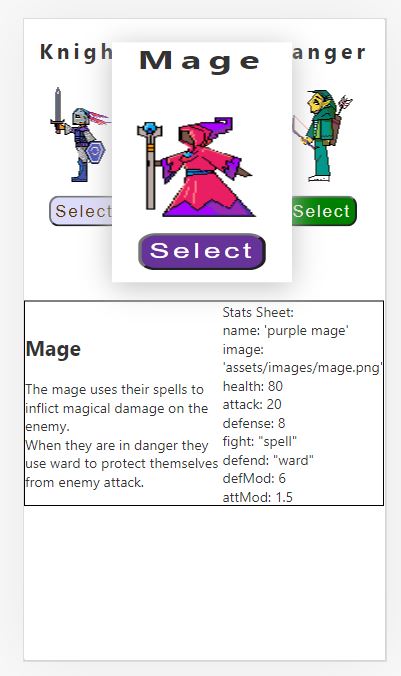 Knigh
Mage
anger
Select
Select
Select
Mage
The mage uses their spells to
inflict magical damage on the
enemy.
When they are in danger they
use ward to protect themselves
from enemy attack.
Stats Sheet:
name: 'purple mage'
image:
'assets/images/mage.png'
health: 80
attack: 20
defense: 8
fight: "spell"
defend: "ward"
defMod: 6
attMod: 1.5